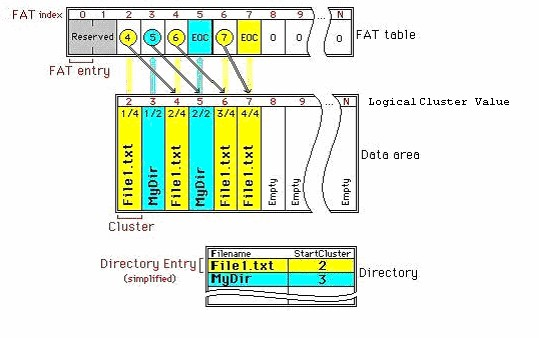 FAT index 0 1 2 3 4 5 6 7 8 9 ... N
Reserved 4 5 6 EOC 7 EOC 0 0 0 FAT table
FAT entry
2 3 4 5 6 7 8 9 ... N Logical Cluster Value
1/4 1/2 2/4 2/2 3/4 4/4
File1.txt MyDir File1.txt MyDir File1.txt File1.txt Empty Empty Empty Data area
Cluster
Filename StartCluster
Directory Entry File1.txt 2 Directory
(simplified) MyDir 3